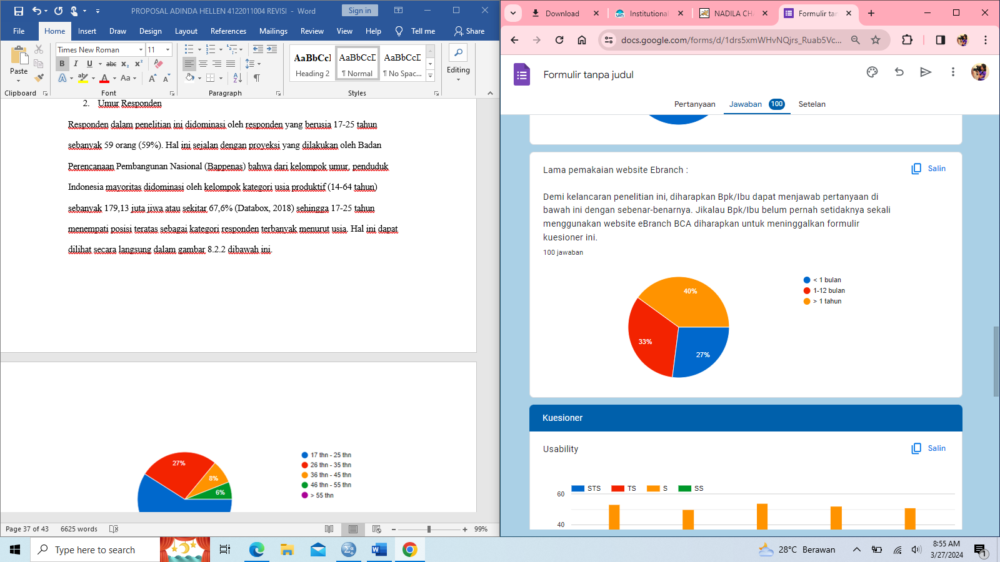 PROPOSAL ADINDA HELLEN 4122011004 REVISI - Word
Sign in
File Home Insert Draw Design Layout References Mailings Review View Help Tell me Share
Paste
Times New Roman 11
B I U abc x₂ x²
A Aa A A
AaBbCcI AaBbCcD AaBbCcD
Heading 2 ¶ Normal ¶ No Spac...
Editing
Clipboard Font Paragraph Styles
2. Umur Responden
Responden dalam penelitian ini didominasi oleh responden yang berusia 17-25 tahun
sebanyak 59 orang (59%). Hal ini sejalan dengan proyeksi yang dilakukan oleh Badan
Perencanaan Pembangunan Nasional (Bappenas) bahwa dari kelompok umur, penduduk
Indonesia mayoritas didominasi oleh kelompok kategori usia produktif (14-64 tahun)
sebanyak 179,13 juta jiwa atau sekitar 67,6% (Databox, 2018) sehingga 17-25 tahun
menempati posisi teratas sebagai kategori responden terbanyak menurut usia. Hal ini dapat
dilihat secara langsung dalam gambar 8.2.2 dibawah ini.
27%
8%
6%
17 thn - 25 thn
26 thn - 35 thn
36 thn - 45 thn
46 thn - 55 thn
> 55 thn
Page 37 of 43 6625 words 99%
Download Institutional NADILA CH Formulir tan
docs.google.com/forms/d/1drs5xmWHvNQjrs_Ruab5Vc...
Formulir tanpa judul
Pertanyaan Jawaban 100 Setelan
Lama pemakaian website Ebranch :
Salin
Demi kelancaran penelitian ini, diharapkan Bpk/Ibu dapat menjawab pertanyaan di
bawah ini dengan sebenar-benarnya. Jikalau Bpk/Ibu belum pernah setidaknya sekali
menggunakan website eBranch BCA diharapkan untuk meninggalkan formulir
kuesioner ini.
100 jawaban
40%
33%
27%
< 1 bulan
1-12 bulan
> 1 tahun
Kuesioner
Usability
Salin
STS TS S SS
60
40
Type here to search
28°C Berawan
8:55 AM
3/27/2024
1